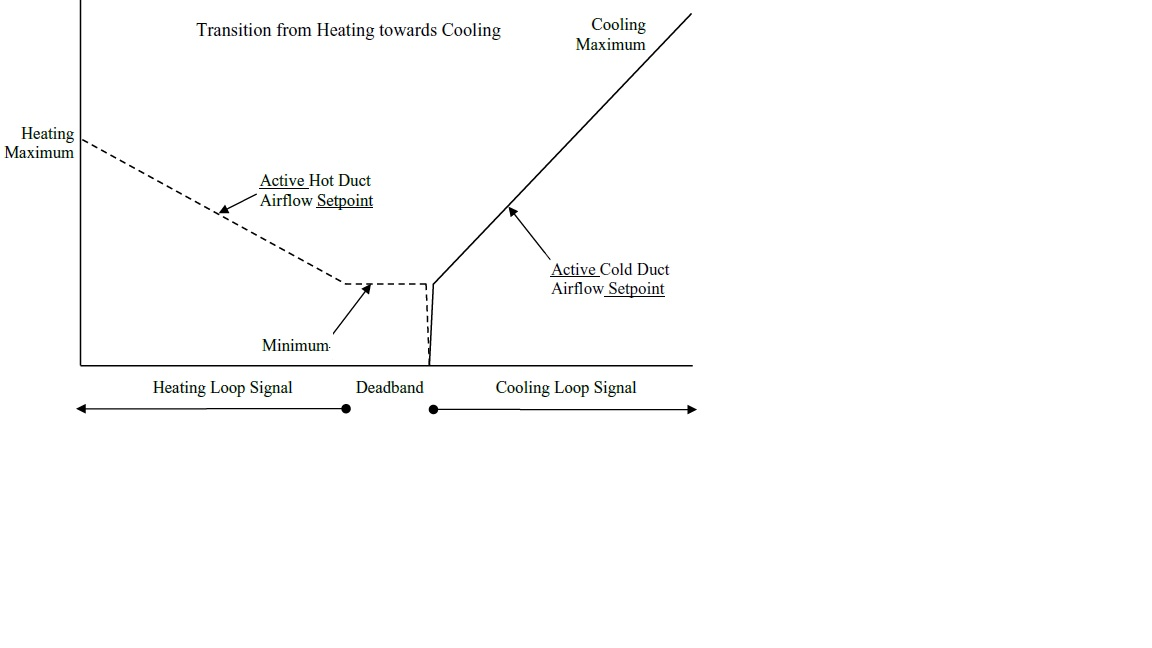 Transition from Heating towards Cooling
Cooling
Maximum
Heating
Maximum
Active Hot Duct
Airflow Setpoint
Active Cold Duct
Airflow Setpoint
Minimum
Heating Loop Signal
Deadband
Cooling Loop Signal